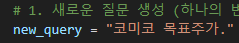 # 1. 새로운 질문 생성 (하나의
new_query = "코미코 목표주가."